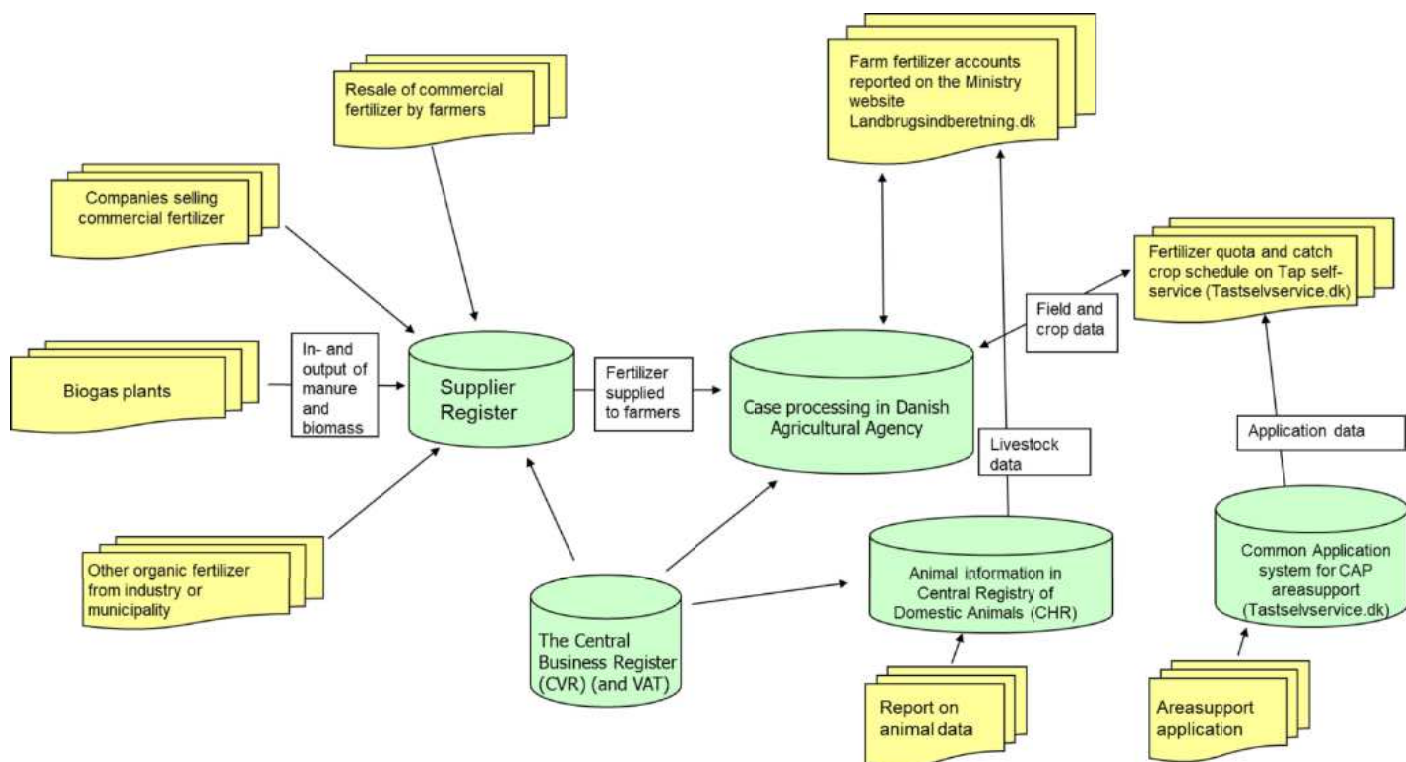 Resale of commercial
fertilizer by farmers
Farm fertilizer accounts
reported on the Ministry
website
Landbrugsindberetning.dk
Companies selling
commercial fertilizer
Fertilizer quota and catch
crop schedule on Tap self-
service (Tastselvservice.dk)
Field and
crop data
Biogas plants
In- and
output of
manure
and
biomass
Supplier
Register
Fertilizer
supplied
to farmers
Case processing in Danish
Agricultural Agency
Livestock
data
Application data
Other organic fertilizer
from industry or
municipality
The Central
Business Register
(CVR) (and VAT)
Animal information in
Central Registry of
Domestic Animals (CHR)
Common Application
system for CAP
areasupport
(Tastselvservice.dk)
Report on
animal data
Areasupport
application